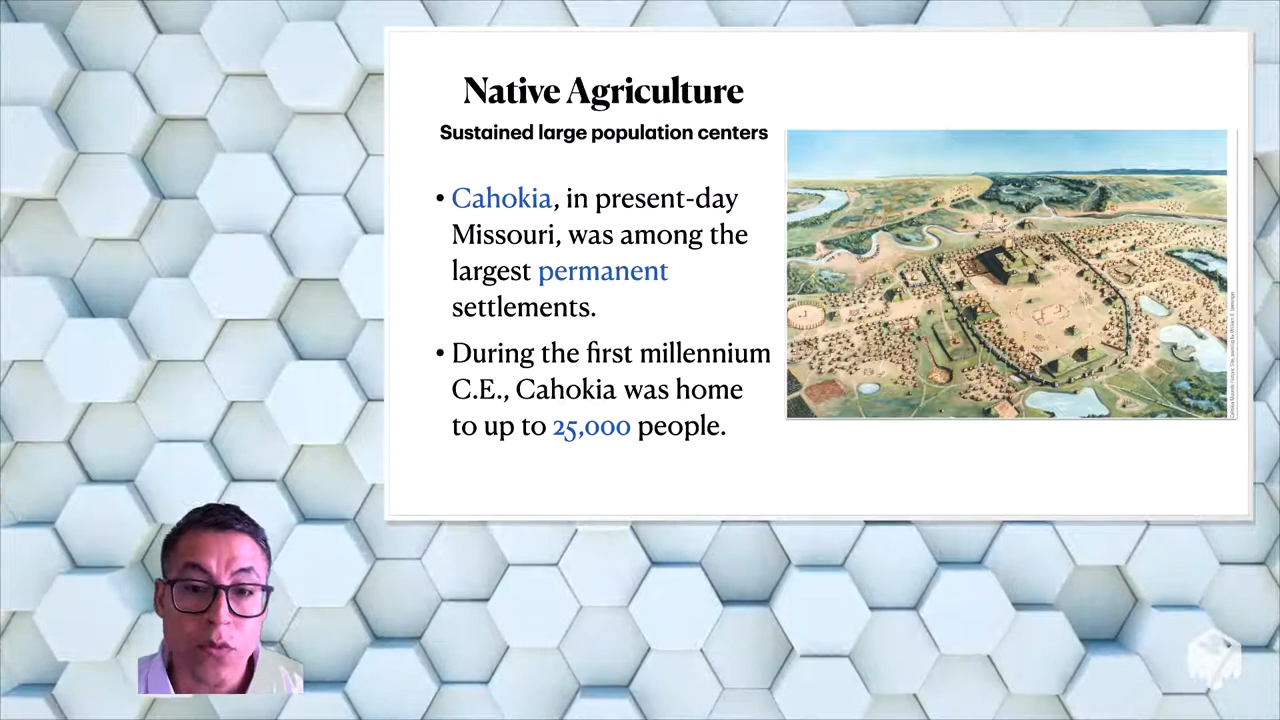 Native Agriculture
Sustained large population centers
• Cahokia, in present-day
Missouri, was among the
largest permanent
settlements.
• During the first millennium
C.E., Cahokia was home
to up to 25,000 people.